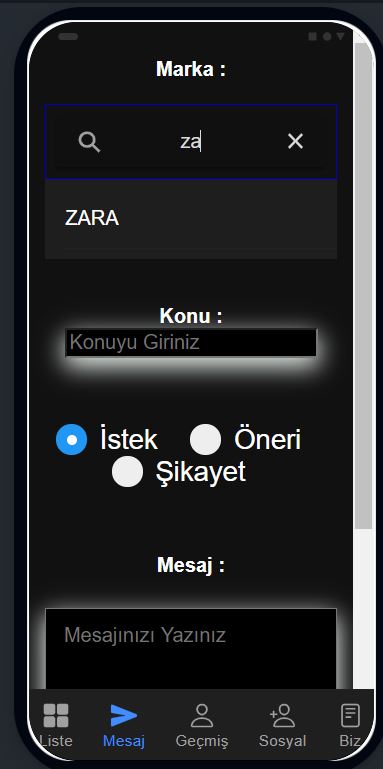 Marka :
za
ZARA
Konu :
Konuyu Giriniz
İstek Öneri
Şikayet
Mesaj :
Mesajınızı Yazınız
Liste Mesaj Geçmiş Sosyal Biz